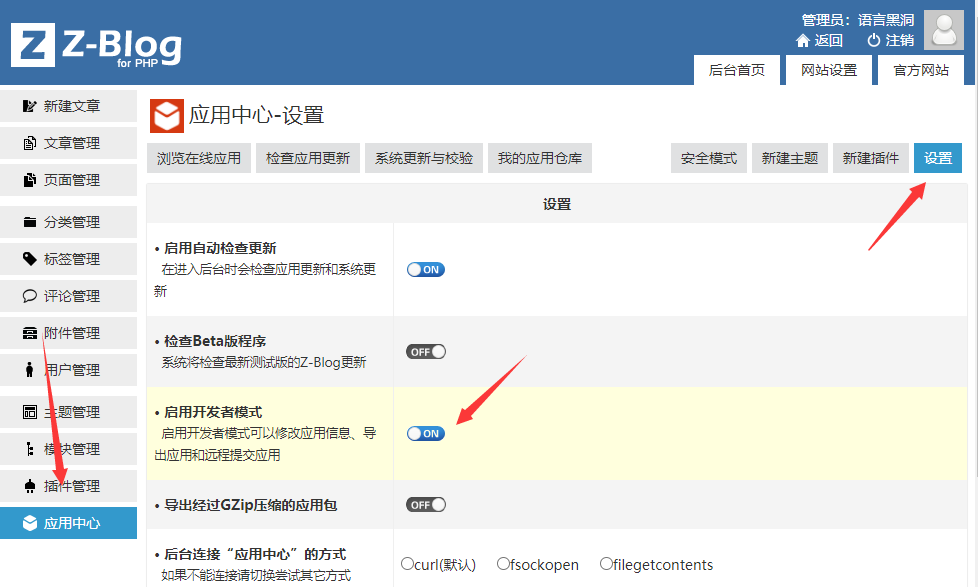 管理员：语言黑洞
返回 注销
Z-Blog
for PHP
后台首页 网站设置 官方网站
新建文章
文章管理
页面管理
分类管理
标签管理
评论管理
附件管理
用户管理
主题管理
模块管理
插件管理
应用中心
应用中心-设置
浏览在线应用 检查应用更新 系统更新与校验 我的应用仓库 安全模式 新建主题 新建插件 设置
设置
· 启用自动检查更新
在进入后台时会检查应用更新和系统更
新
ON
· 检查Beta版程序
系统将检查最新测试版的Z-Blog更新
OFF
· 启用开发者模式
启用开发者模式可以修改应用信息、导
出应用和远程提交应用
ON
· 导出经过GZip压缩的应用包
OFF
· 后台连接“应用中心”的方式
如果不能连接请切换尝试其它方式
curl(默认) fsockopen filegetcontents